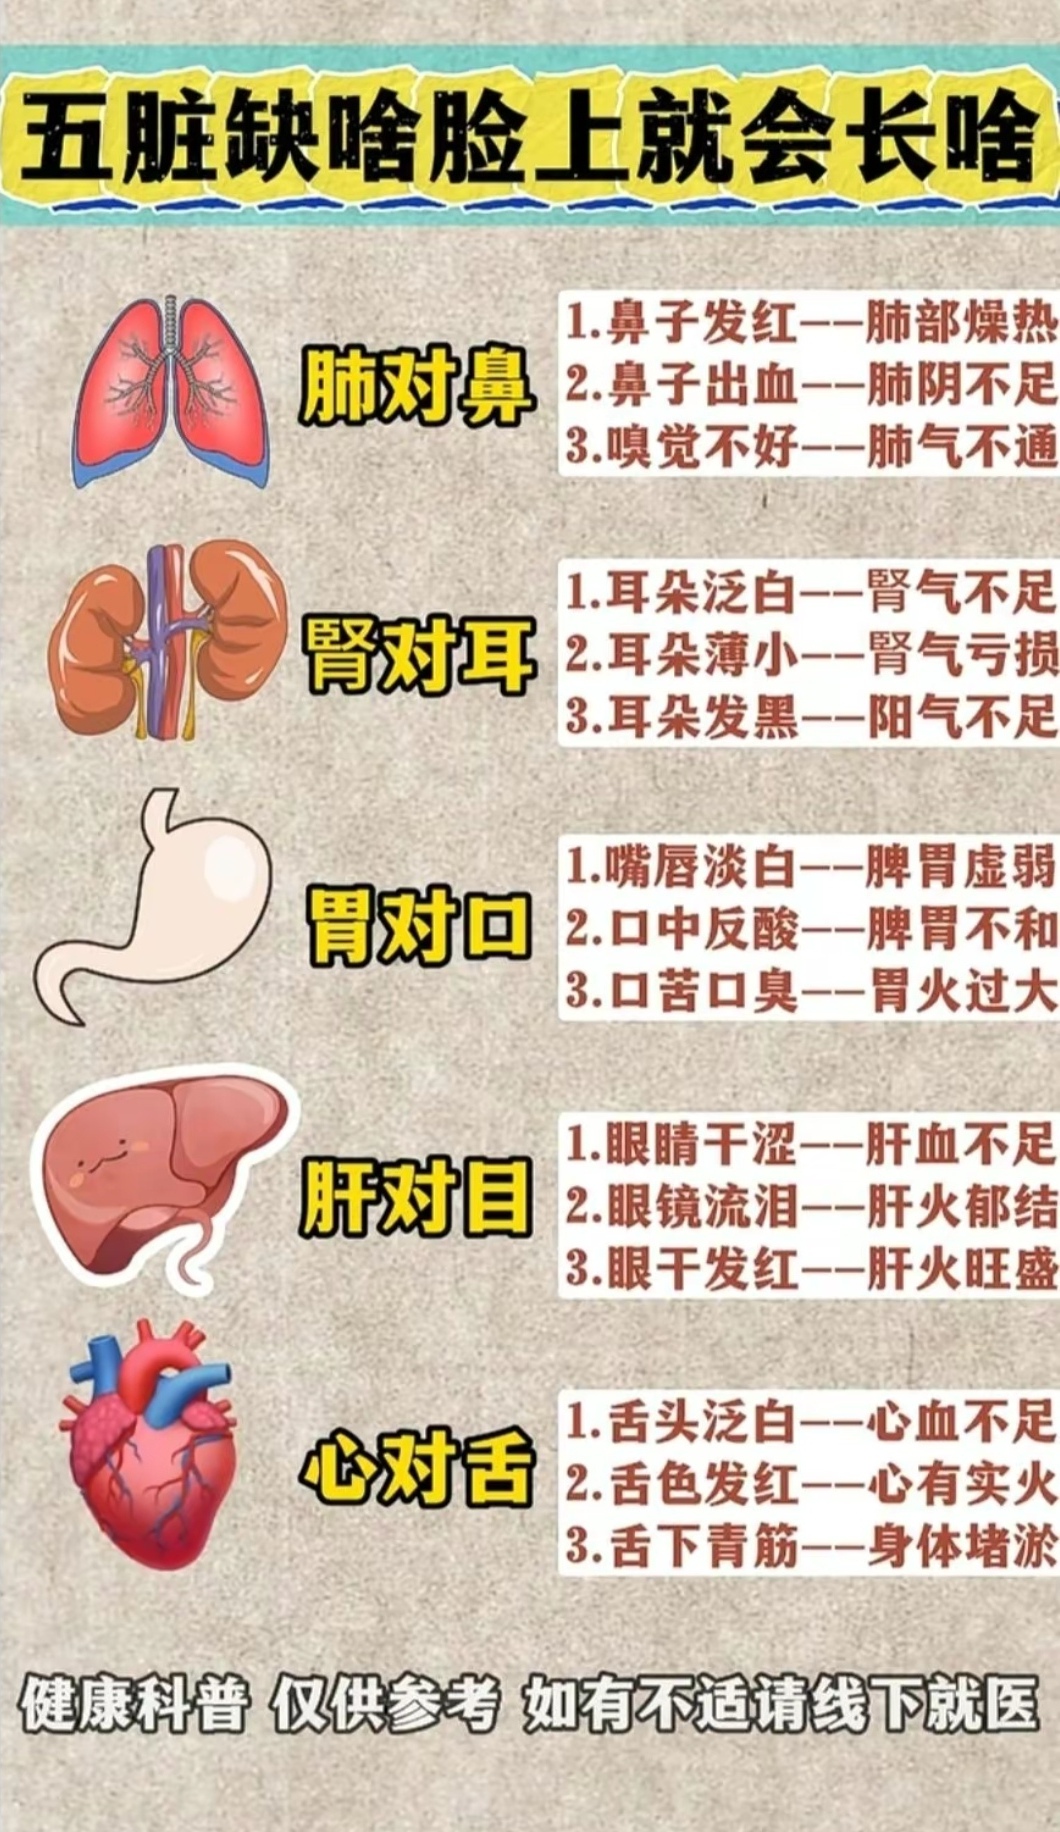 五脏缺啥脸上就会长啥
肺对鼻
1.鼻子发红——肺部燥热
2.鼻子出血——肺阴不足
3.嗅觉不好——肺气不通
腎对耳
1.耳朵泛白——腎气不足
2.耳朵薄小——腎气亏损
3.耳朵发黑——阳气不足
胃对口
1.嘴唇淡白——脾胃虚弱
2.口中反酸——脾胃不和
3.口苦口臭——胃火过大
肝对目
1.眼睛干涩——肝血不足
2.眼镜流泪——肝火郁结
3.眼干发红——肝火旺盛
心对舌
1.舌头泛白——心血不足
2.舌色发红——心有实火
3.舌下青筋——身体堵淤
健康科普 仅供参考 如有不适请线下就医